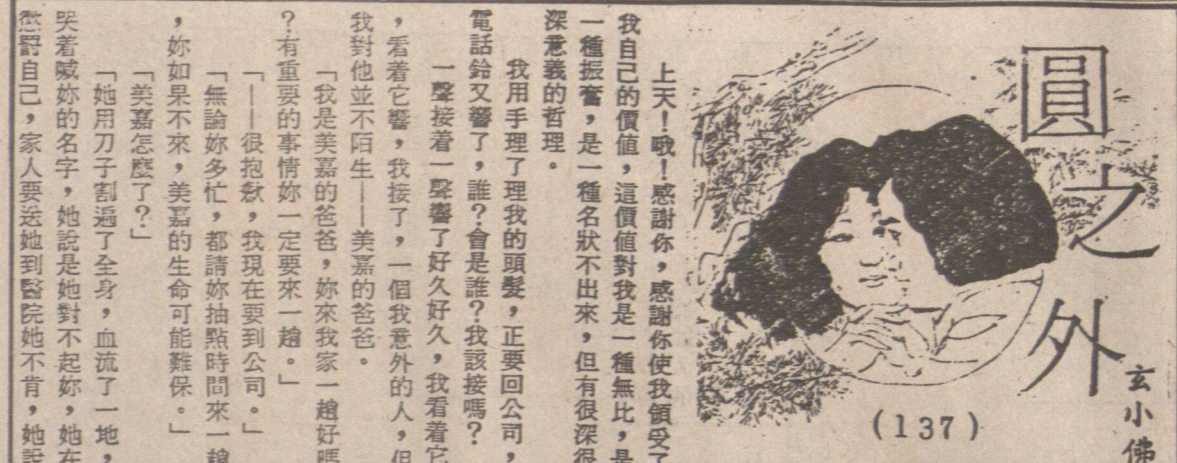 圓之外
玄小佛
(137)
上天！哦！感謝你，感謝你使我領受了
我自己的價値，這價値對我是一種無比，是
一種振奮，是一種名狀不出來，但有很深很
深意義的哲理。
我用手理了理我的頭髮，正要回公司，
電話鈴又響了，誰？會是誰？我該接嗎？
一聲接着一聲響了好久好久，我看着它
，看着它響，我接了，一個我意外的人，但
我對他並不陌生——美嘉的爸爸。
「我是美嘉的爸爸，妳來我家一趟好嗎
？有重要的事情妳一定要來一趟。」
「——很抱歉，我現在要到公司。」
「無論妳多忙，都請妳抽點時間來一趟
，妳如果不來，美嘉的生命可能難保。」
「美嘉怎麼了？」
「她用刀子割遍了全身，血流了一地，
哭着喊妳的名字，她說是她對不起妳，她在
懲罰自己，家人要送她到醫院她不肯，她說